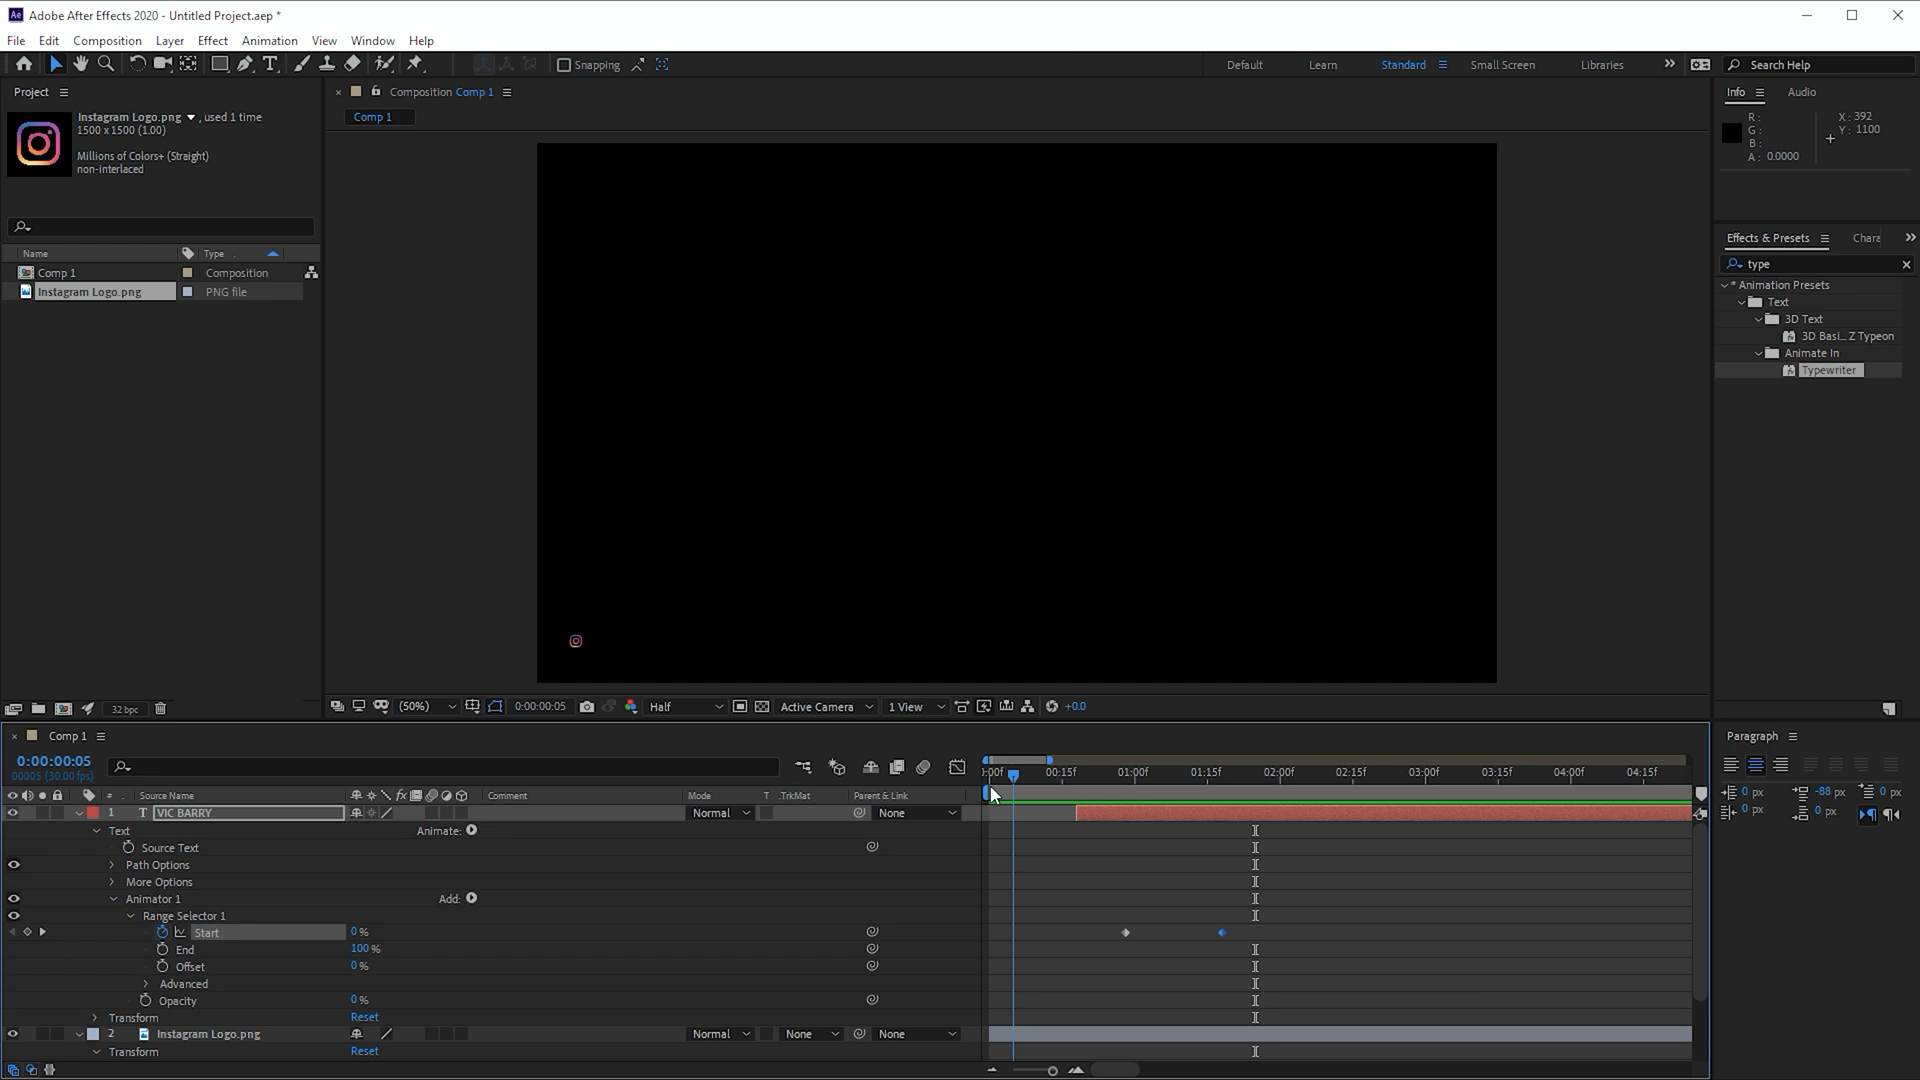 Adobe After Effects 2020 - Untitled Project.aep *
File Edit Composition Layer Effect Animation View Window Help
Snapping Default Learn Standard Small Screen Libraries Search Help
Project
Instagram Logo.png , used 1 time
1500 x 1500 (1.00)
Millions of Colors+ (Straight)
non-interlaced
Name Type
Comp 1 Composition
Instagram Logo.png PNG file
32 bpc
Composition Comp 1
Comp 1
(50%) 0:00:00:05 Half Active Camera 1 View +0.0
Info Audio
R :
G :
B :
A : 0.0000
X : 392
Y : 1100
Effects & Presets Chara
type
* Animation Presets
Text
3D Text
3D Basi... Z Typeon
Animate In
Typewriter
Paragraph
0 px -88 px 0 px
0 px 0 px
Comp 1
0:00:00:05
00005 (30.00 fps)
):00f 00:15f 01:00f 01:15f 02:00f 02:15f 03:00f 03:15f 04:00f 04:15f
# Source Name Comment Mode T .TrkMat Parent & Link
1 T VIC BARRY Normal None
Text Animate:
Source Text
Path Options
More Options
Animator 1 Add:
Range Selector 1
Start 0 %
End 100 %
Offset 0 %
Advanced
Opacity 0 %
Transform Reset
2 Instagram Logo.png Normal None None
Transform Reset